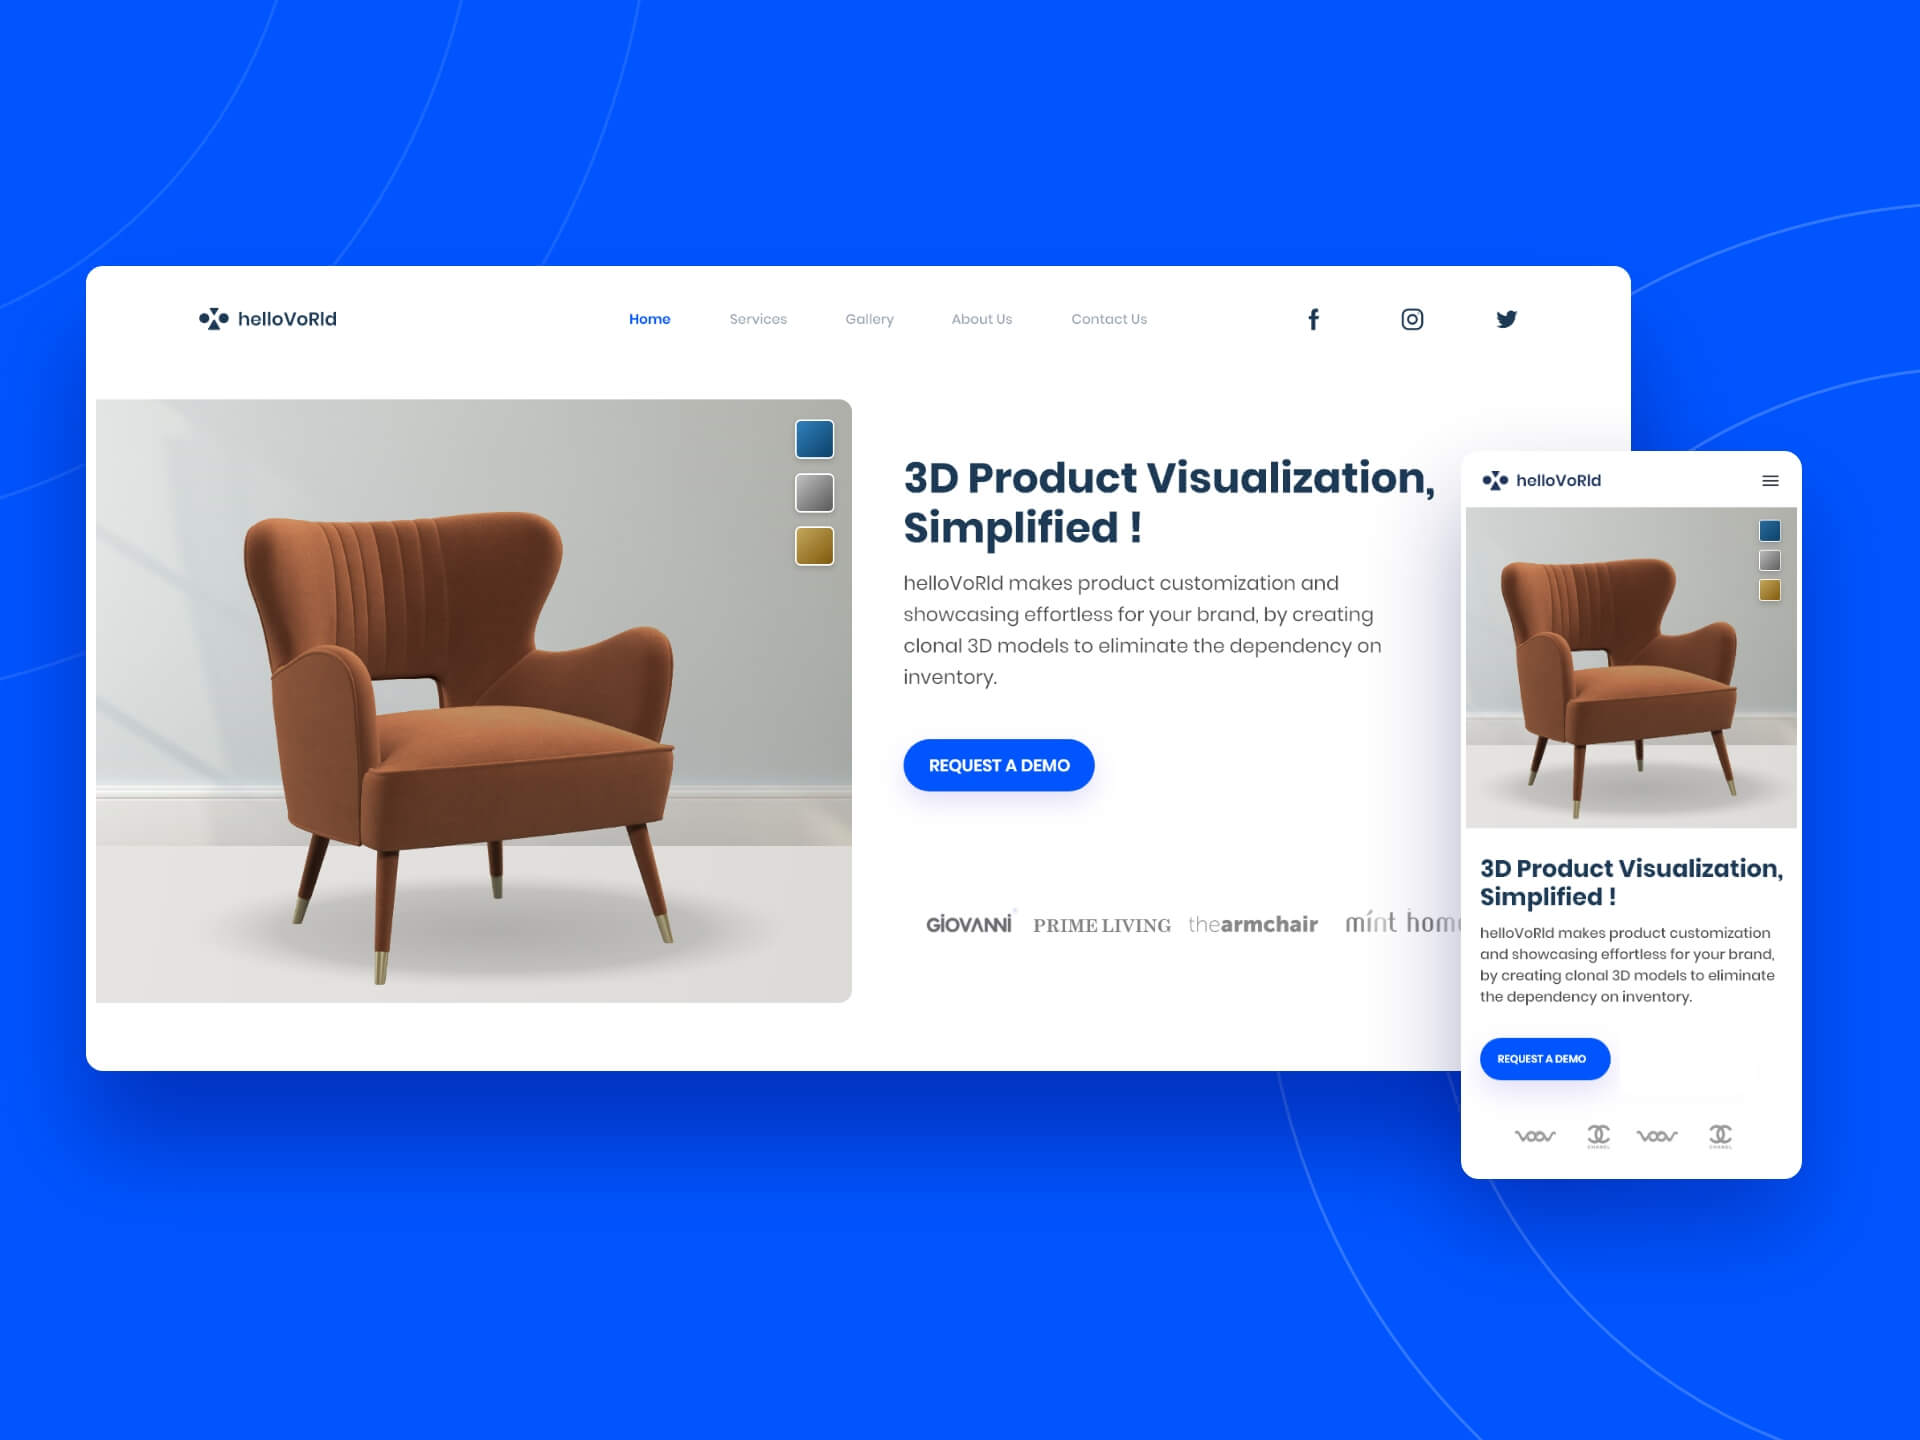 helloVoRld
Home
Services
Gallery
About Us
Contact Us
3D Product Visualization,
Simplified !
helloVoRld makes product customization and
showcasing effortless for your brand, by creating
clonal 3D models to eliminate the dependency on
inventory.
REQUEST A DEMO
GIOVANNI
PRIME LIVING
thearmchair
mint hom
helloVoRld
3D Product Visualization,
Simplified !
helloVoRld makes product customization
and showcasing effortless for your brand,
by creating clonal 3D models to eliminate
the dependency on inventory.
REQUEST A DEMO
CHANEL
CHANEL